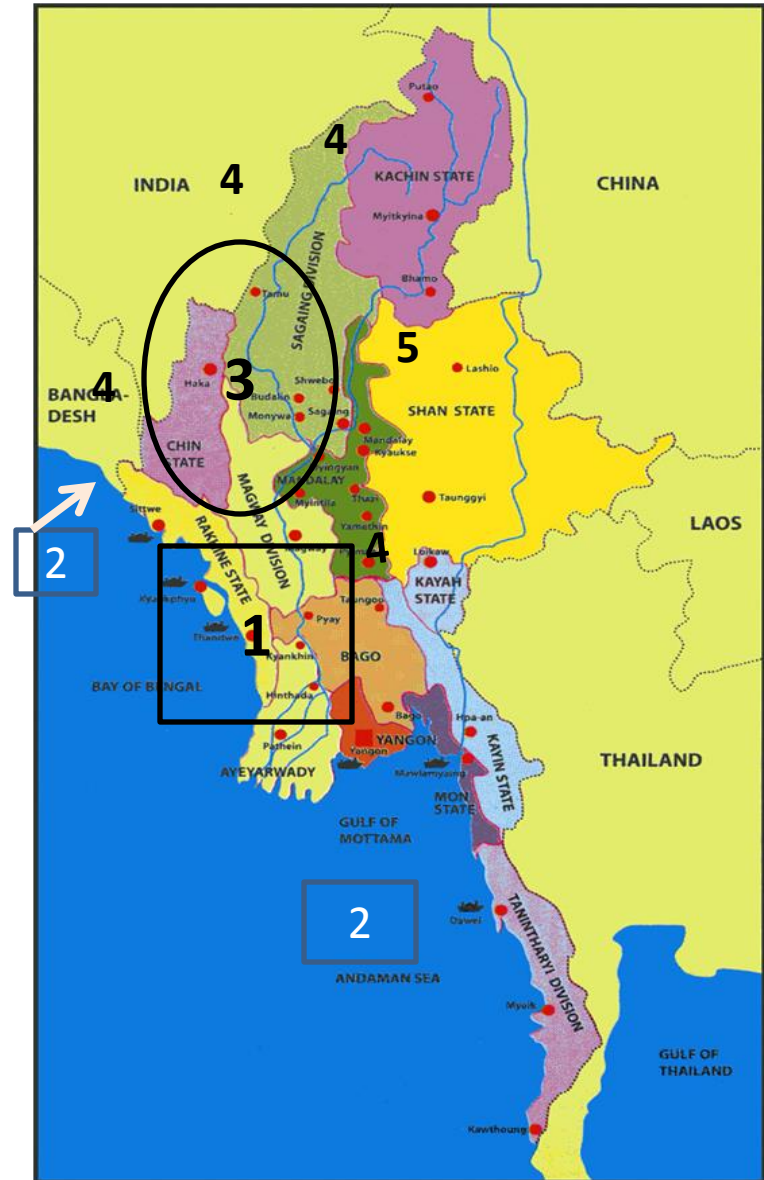 Putao
4
INDIA
4
KACHIN STATE
CHINA
Myitkyina
SAGAING DIVISION
Bhamo
Tamu
5
Lashio
Haka
3
4
BANGLA-
DESH
Shwebo
Budalin
Monywa
Sagaing
SHAN STATE
CHIN
STATE
Mandalay
Kyaukse
Myingyan
MANDALAY
Myintila
Thazi
Taunggyi
Yamethin
MAGWAY DIVISION
Sittwe
LAOS
RAKHINE STATE
Magway
4
Loikaw
2
KAYAH
STATE
Kyaukphyu
Taungoo
Pyay
Thandwe
1
Kyankhin
BAGO
BAY OF BENGAL
Hinthada
Bago
Hpa-an
Pathein
Yangon
YANGON
KAYIN STATE
THAILAND
AYEYARWADY
Mawlamyaing
MON
STATE
GULF OF
MOTTAMA
2
Dawei
TANINTHARYI DIVISION
ANDAMAN SEA
Myeik
GULF OF
THAILAND
Kawthoung